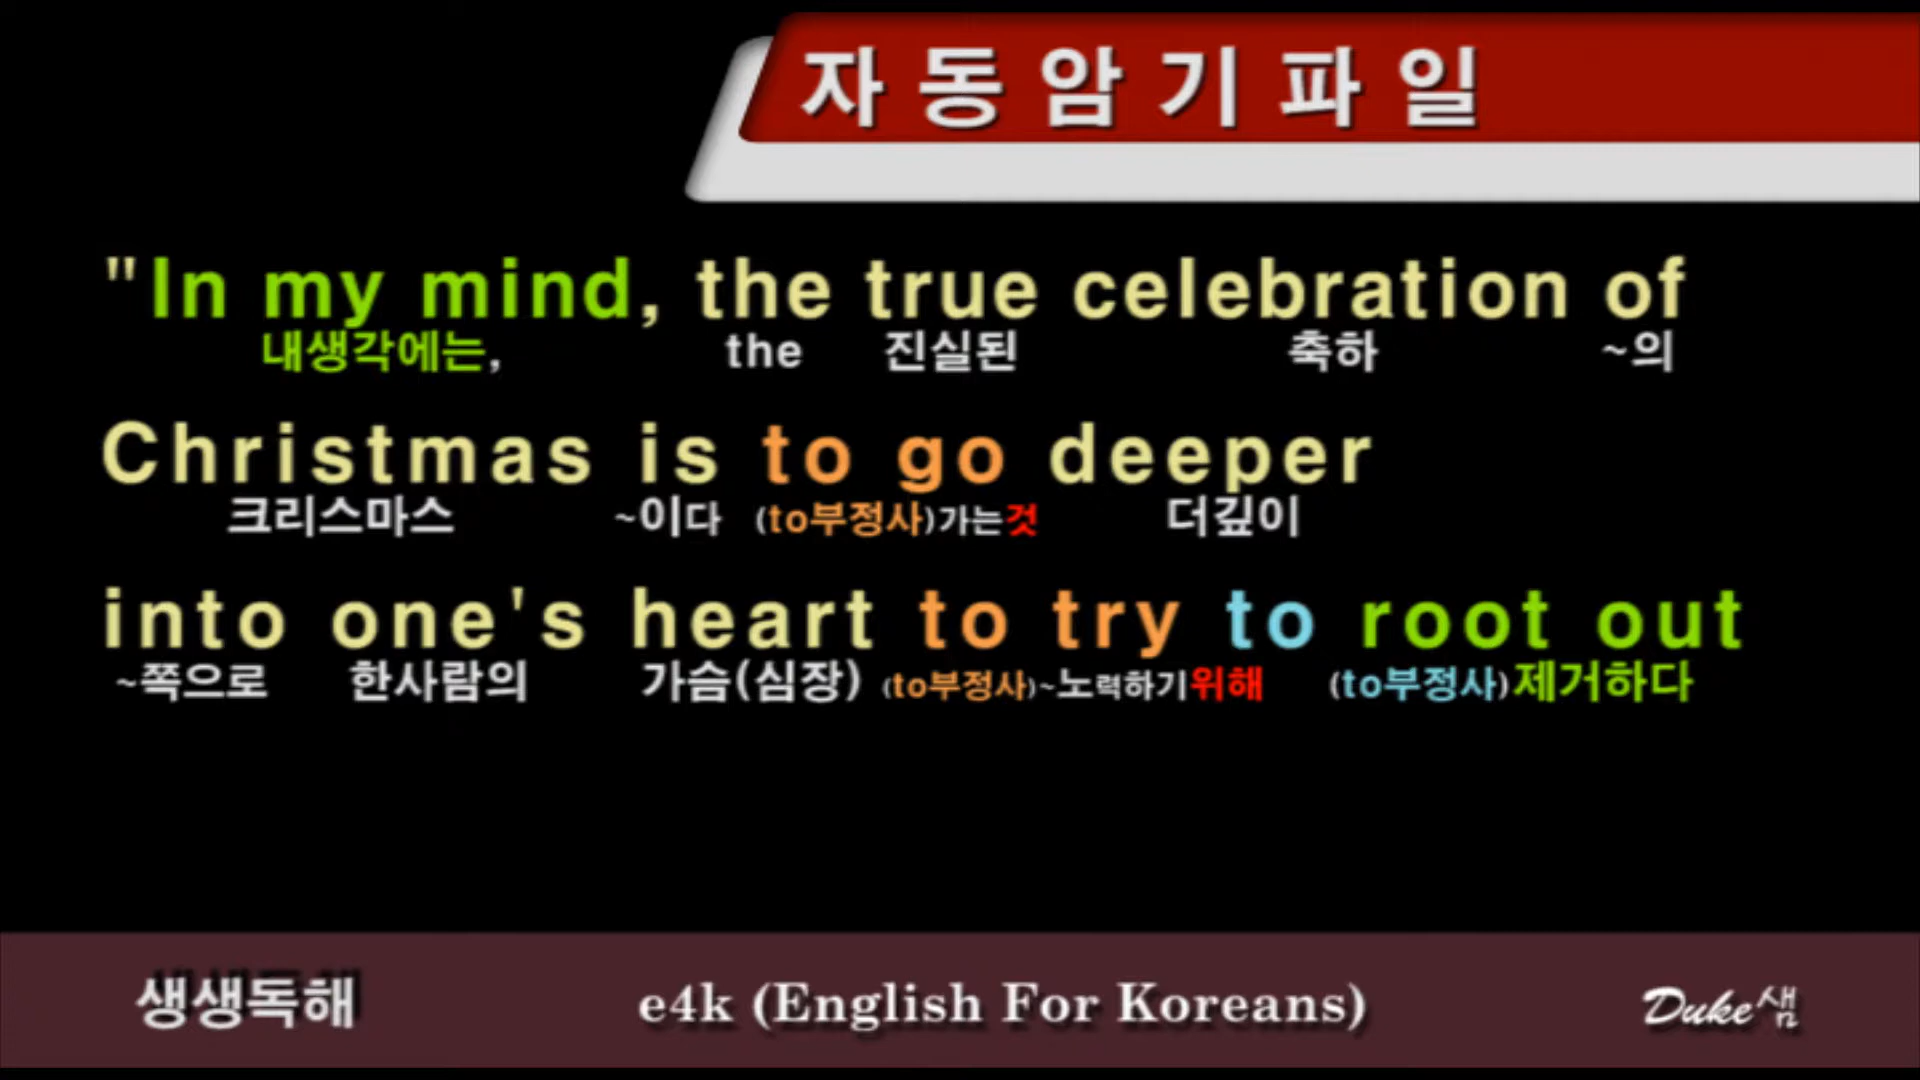 자동암기파일
"In my mind, the true celebration of
내생각에는, the 진실된 축하 ~의
Christmas is to go deeper
크리스마스 ~이다 (to부정사)가는것 더깊이
into one's heart to try to root out
~쪽으로 한사람의 가슴(심장) (to부정사)~노력하기위해 (to부정사)제거하다
생생독해 e4k (English For Koreans) Duke샘